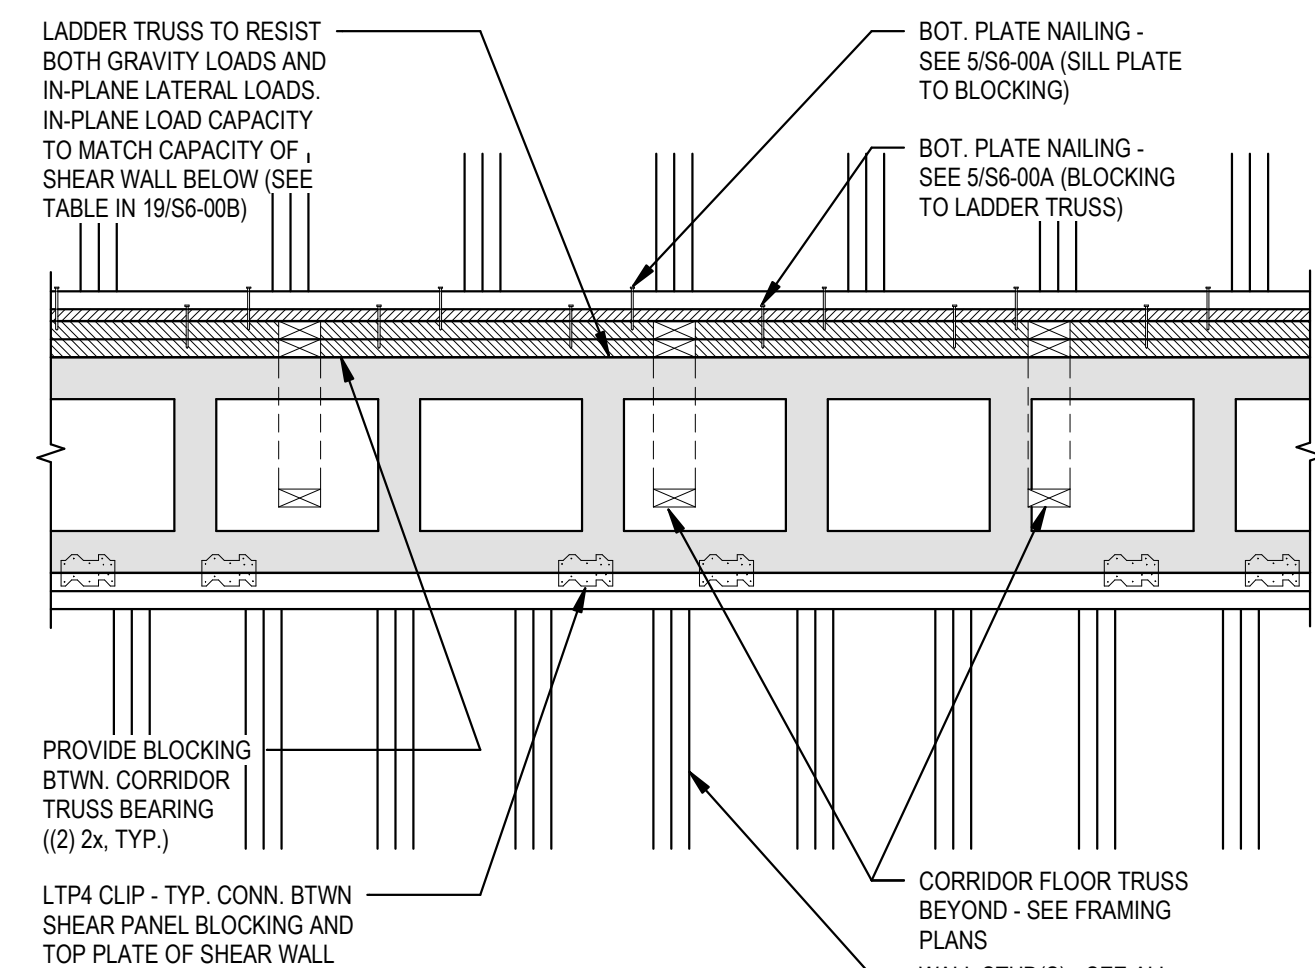 LADDER TRUSS TO RESIST
BOTH GRAVITY LOADS AND
IN-PLANE LATERAL LOADS.
IN-PLANE LOAD CAPACITY
TO MATCH CAPACITY OF
SHEAR WALL BELOW (SEE
TABLE IN 19/S6-00B)
BOT. PLATE NAILING -
SEE 5/S6-00A (SILL PLATE
TO BLOCKING)
BOT. PLATE NAILING -
SEE 5/S6-00A (BLOCKING
TO LADDER TRUSS)
PROVIDE BLOCKING
BTWN. CORRIDOR
TRUSS BEARING
((2) 2x, TYP.)
LTP4 CLIP - TYP. CONN. BTWN
SHEAR PANEL BLOCKING AND
TOP PLATE OF SHEAR WALL
CORRIDOR FLOOR TRUSS
BEYOND - SEE FRAMING
PLANS